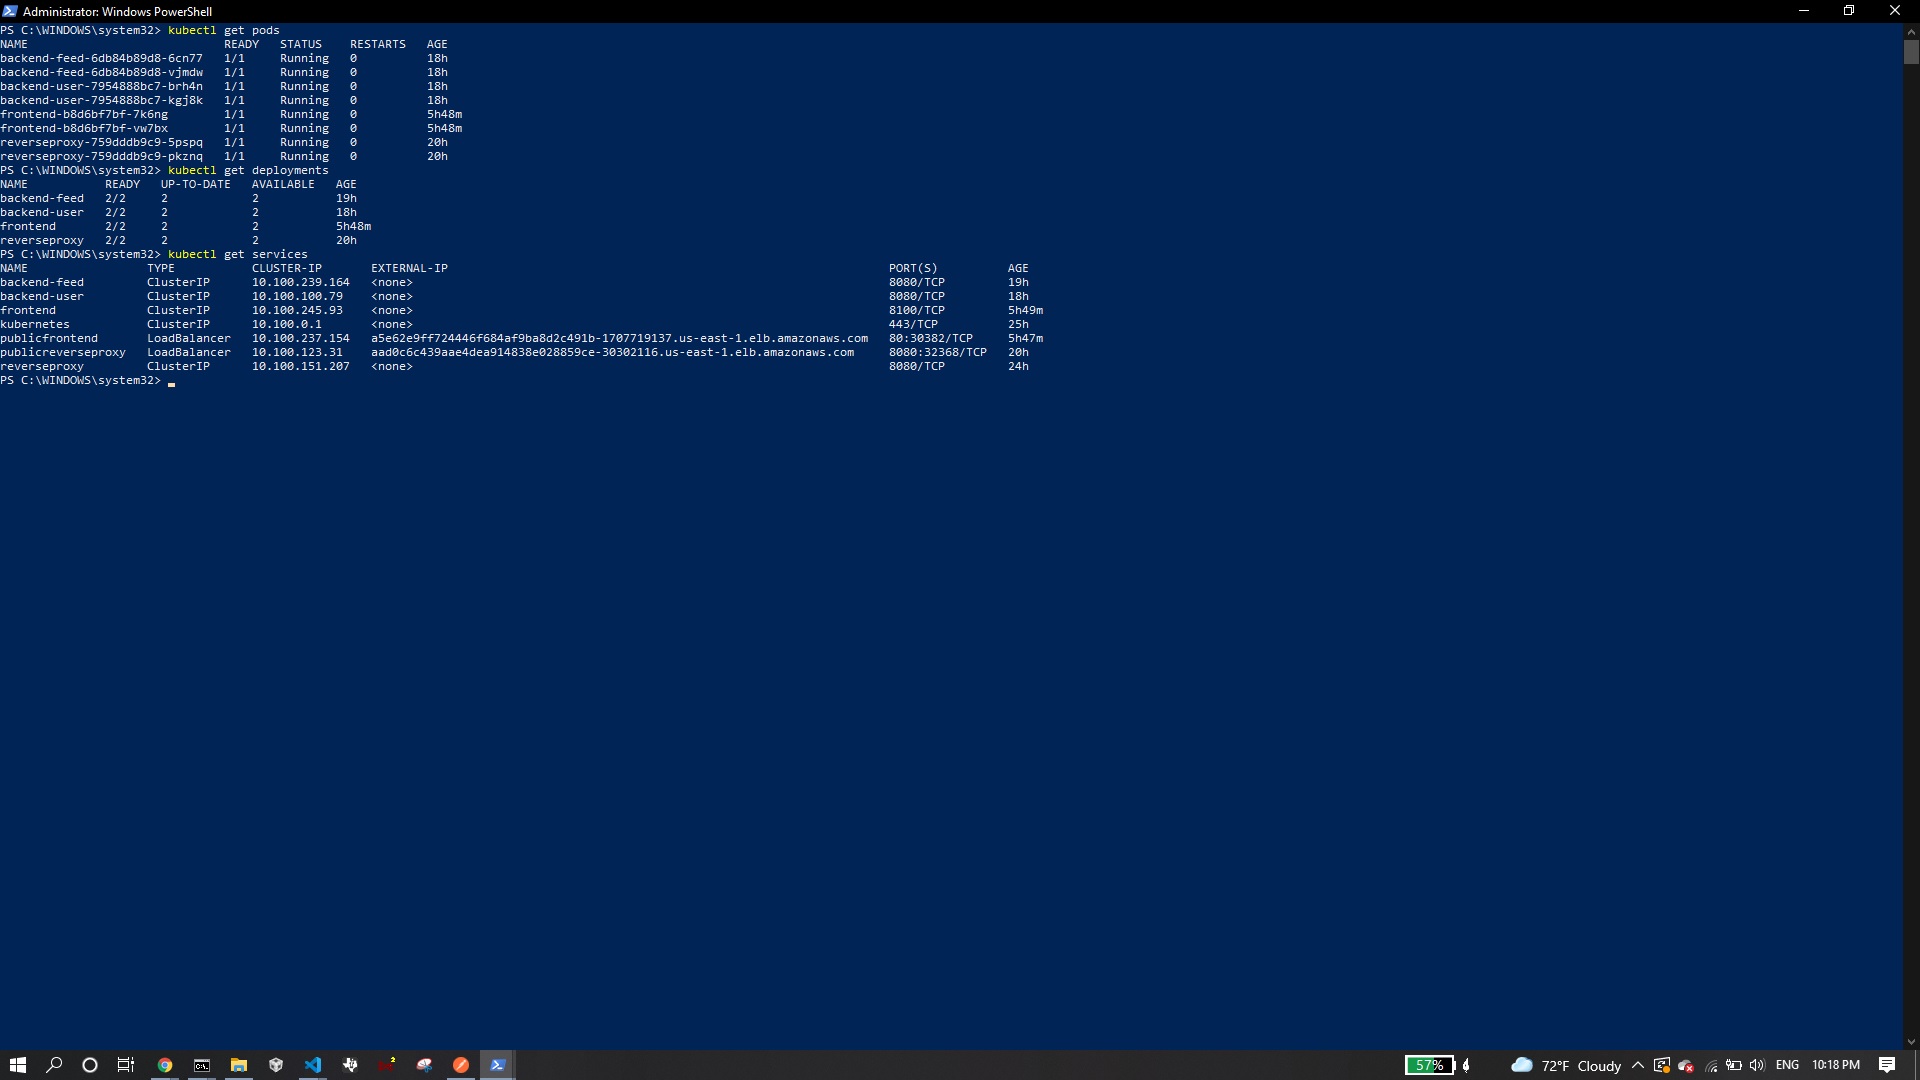 Administrator: Windows PowerShell
PS C:\WINDOWS\system32> kubectl get pods
NAME READY STATUS RESTARTS AGE
backend-feed-6db84b89d8-6cn77 1/1 Running 0 18h
backend-feed-6db84b89d8-vjmdw 1/1 Running 0 18h
backend-user-7954888bc7-brh4n 1/1 Running 0 18h
backend-user-7954888bc7-kgj8k 1/1 Running 0 18h
frontend-b8d6bf7bf-7k6ng 1/1 Running 0 5h48m
frontend-b8d6bf7bf-vw7bx 1/1 Running 0 5h48m
reverseproxy-759dddb9c9-5pspq 1/1 Running 0 20h
reverseproxy-759dddb9c9-pkznq 1/1 Running 0 20h
PS C:\WINDOWS\system32> kubectl get deployments
NAME READY UP-TO-DATE AVAILABLE AGE
backend-feed 2/2 2 2 19h
backend-user 2/2 2 2 18h
frontend 2/2 2 2 5h48m
reverseproxy 2/2 2 2 20h
PS C:\WINDOWS\system32> kubectl get services
NAME TYPE CLUSTER-IP EXTERNAL-IP PORT(S) AGE
backend-feed ClusterIP 10.100.239.164 <none> 8080/TCP 19h
backend-user ClusterIP 10.100.100.79 <none> 8080/TCP 18h
frontend ClusterIP 10.100.245.93 <none> 8100/TCP 5h49m
kubernetes ClusterIP 10.100.0.1 <none> 443/TCP 25h
publicfrontend LoadBalancer 10.100.237.154 a5e62e9ff724446f684af9ba8d2c491b-1707719137.us-east-1.elb.amazonaws.com 80:30382/TCP 5h47m
publicreverseproxy LoadBalancer 10.100.123.31 aad0c6c439aae4dea914838e028859ce-30302116.us-east-1.elb.amazonaws.com 8080:32368/TCP 20h
reverseproxy ClusterIP 10.100.151.207 <none> 8080/TCP 24h
PS C:\WINDOWS\system32>
57% 72°F Cloudy ENG 10:18 PM